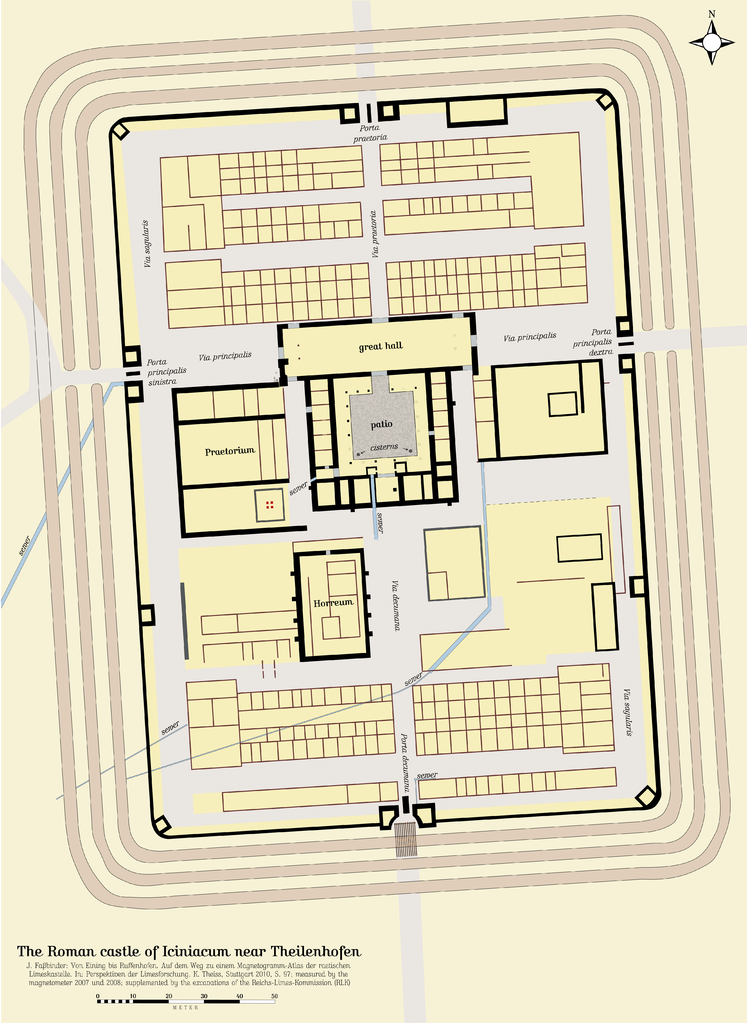 N
Porta
praetoria
Via sagularis
Via praetoria
great hall
Via principalis
Via principalis
Porta
principalis
dextra
Porta
principalis
sinistra
patio
cisterns
Praetorium
sewer
sewer
sewer
Horreum
Via decumana
sewer
sewer
Via sagularis
Porta decumana
sewer
The Roman castle of Iciniacum near Theilenhofen
J. Faßbinder: Von Eining bis Ruffenhofen. Auf dem Weg zu einem Magnetogramm-Atlas der raetischen
Limeskastelle. In: Perspektiven der Limesforschung. K. Theiss, Stuttgart 2010, S. 97; measured by the
magnetometer 2007 und 2008; supplemented by the excavations of the Reichs-Limes-Kommission (RLK)
0 10 20 30 40 50
METER